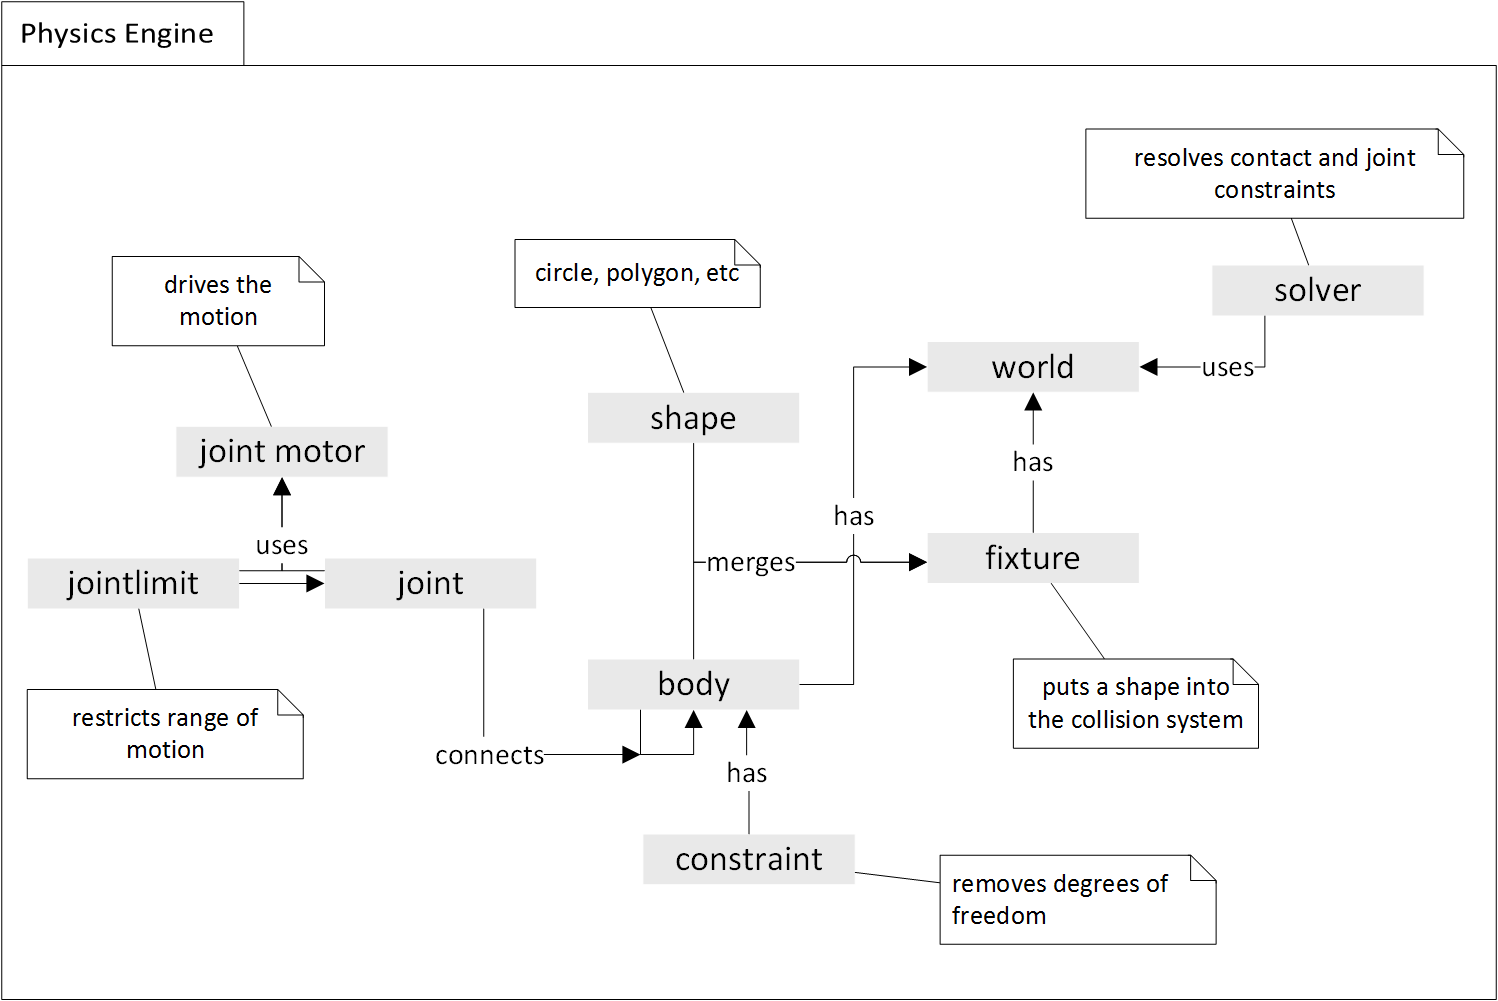 Physics Engine
resolves contact and joint
constraints
circle, polygon, etc
drives the
motion
solver
world
uses
shape
joint motor
has
has
uses
merges
fixture
jointlimit
joint
body
puts a shape into
the collision system
restricts range of
motion
connects
has
constraint
removes degrees of
freedom